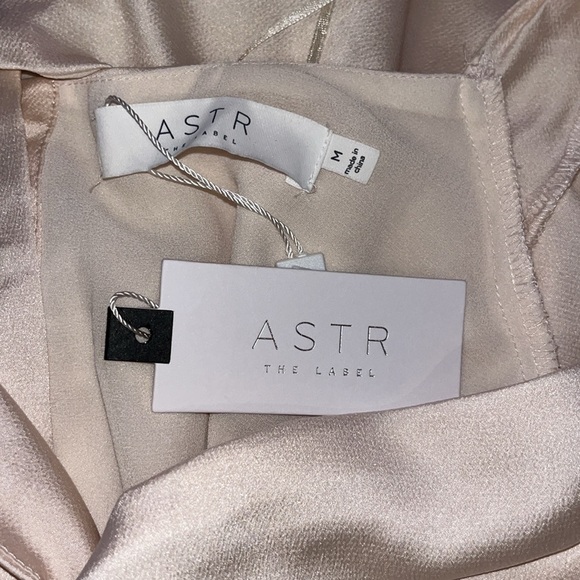 ASTR
THE LABEL
M
made in
china
ASTR
THE LABEL